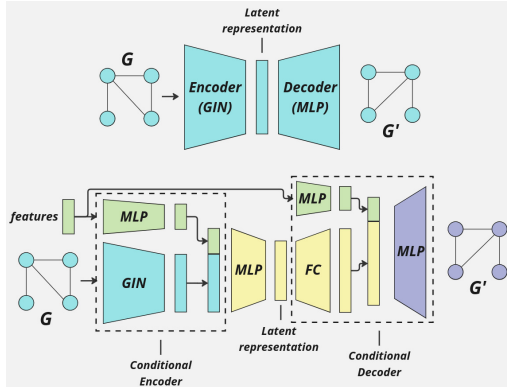 Latent
representation
G
Encoder
(GIN)
Decoder
(MLP)
G'
features
MLP
MLP
GIN
MLP
FC
MLP
G
G'
Latent
representation
Conditional
Encoder
Conditional
Decoder